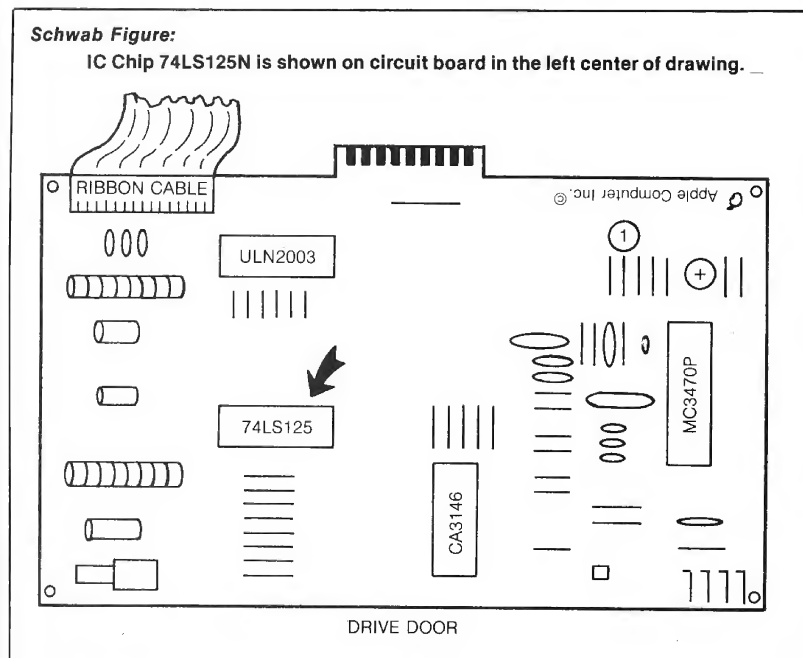 Schwab Figure:
IC Chip 74LS125N is shown on circuit board in the left center of drawing.
RIBBON CABLE
Apple Computer Inc. ©
1
ULN2003
+
74LS125
MC3470P
CA3146
DRIVE DOOR